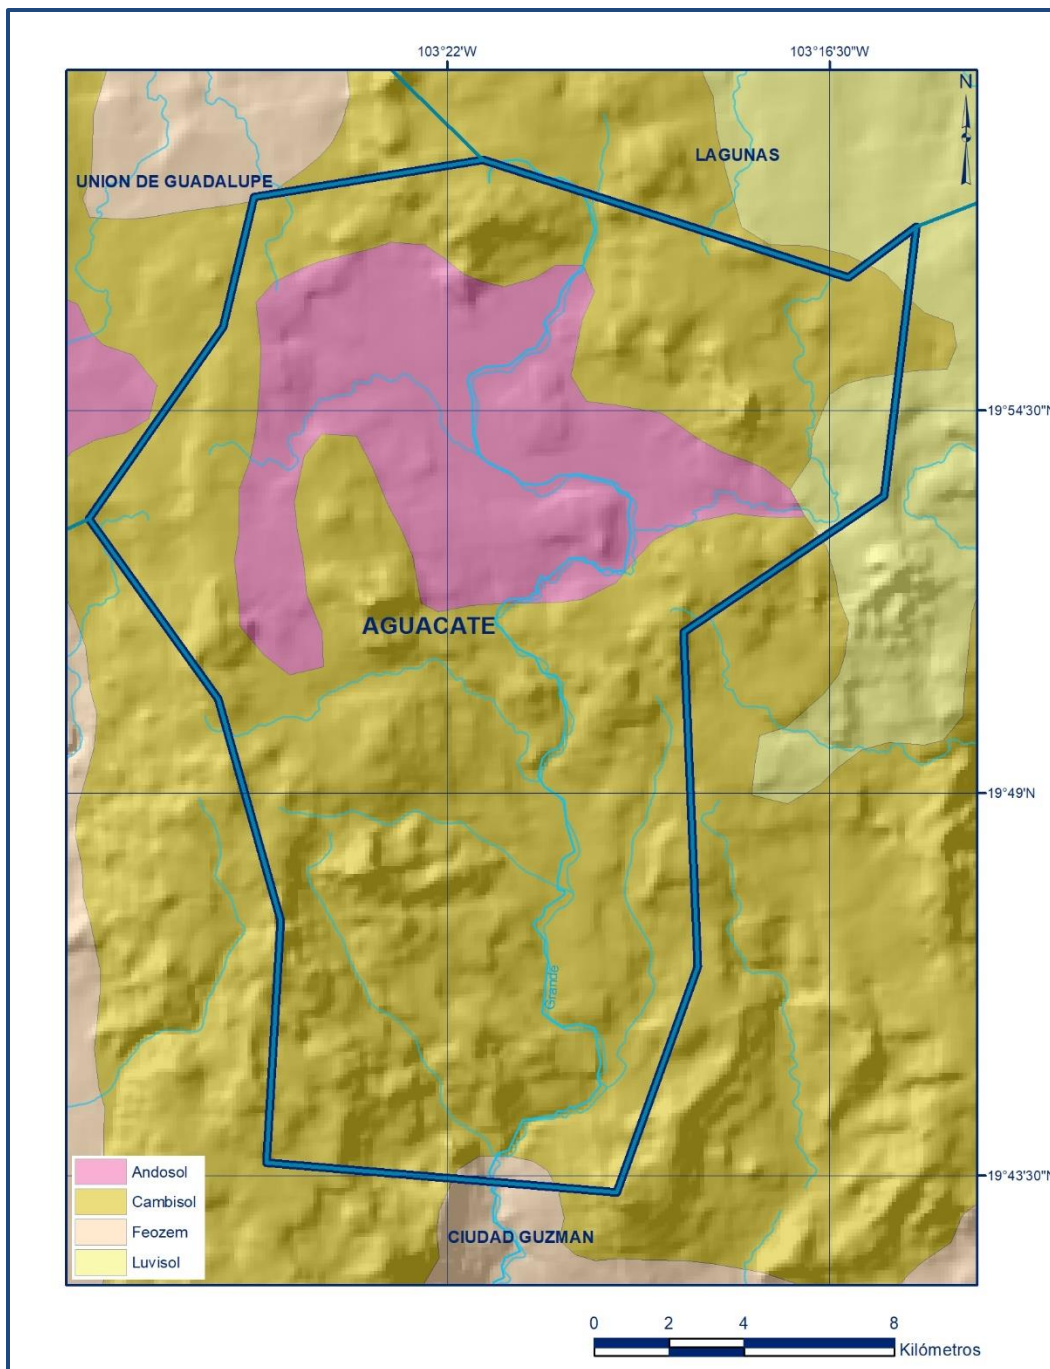 103°22'W
103°16'30"W
N
LAGUNAS
UNION DE GUADALUPE
19°54'30"N
AGUACATE
19°49'N
Grande
Andosol
Cambisol
Feozem
Luvisol
19°43'30"N
CIUDAD GUZMAN
0 2 4 8
Kilómetros